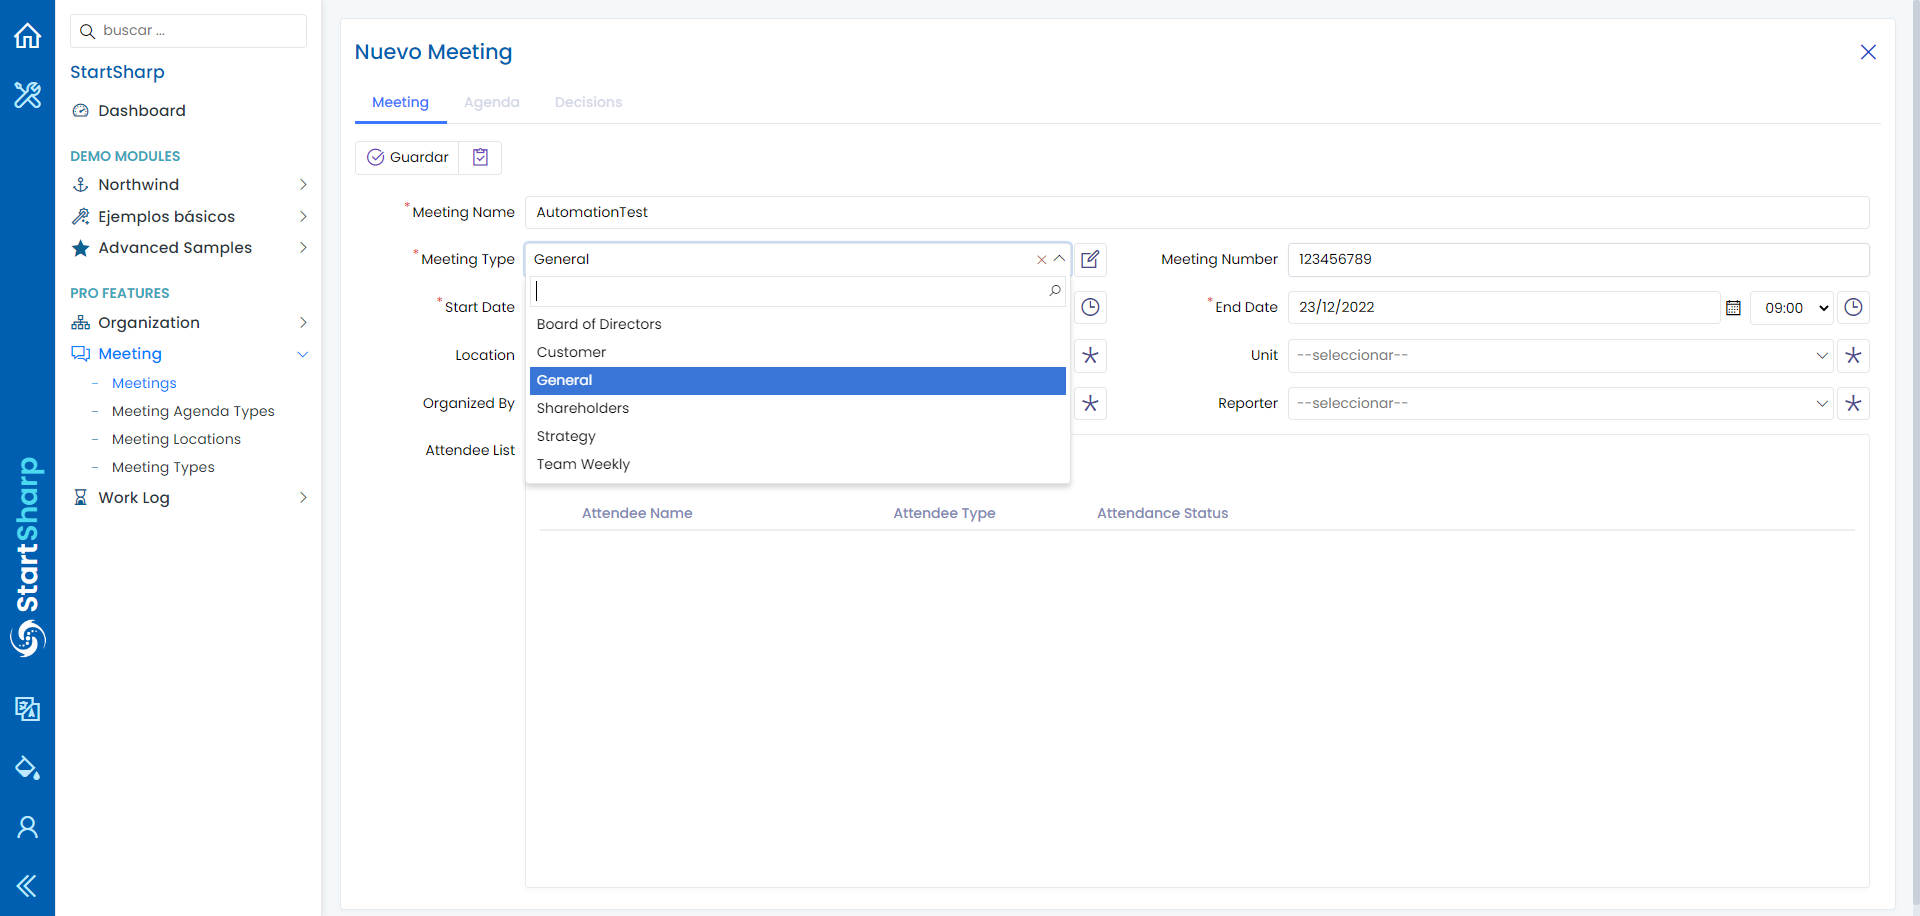 buscar ...
StartSharp
Dashboard
DEMO MODULES
Northwind
Ejemplos básicos
Advanced Samples
PRO FEATURES
Organization
Meeting
- Meetings
- Meeting Agenda Types
- Meeting Locations
- Meeting Types
Work Log
StartSharp
Nuevo Meeting
Meeting Agenda Decisions
Guardar
*Meeting Name AutomationTest
*Meeting Type General Meeting Number 123456789
*Start Date *End Date 23/12/2022 09:00
Location Unit --seleccionar--
Organized By Reporter --seleccionar--
Attendee List
Board of Directors
Customer
General
Shareholders
Strategy
Team Weekly
Attendee Name Attendee Type Attendance Status